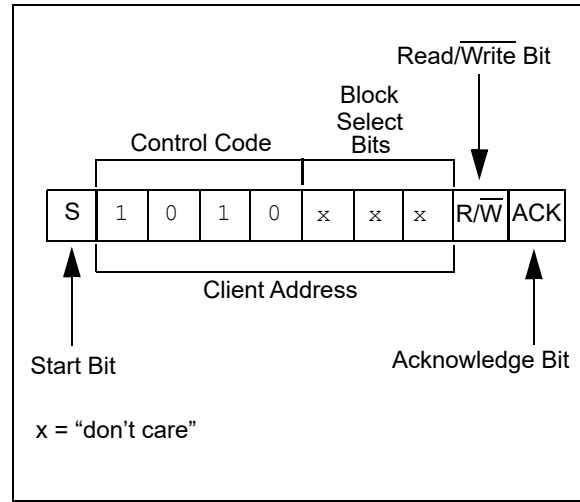 Read/Write Bit
Block
Select
Bits
Control Code
S 1 0 1 0 x x x R/W ACK
Client Address
Start Bit
Acknowledge Bit
x = “don’t care”